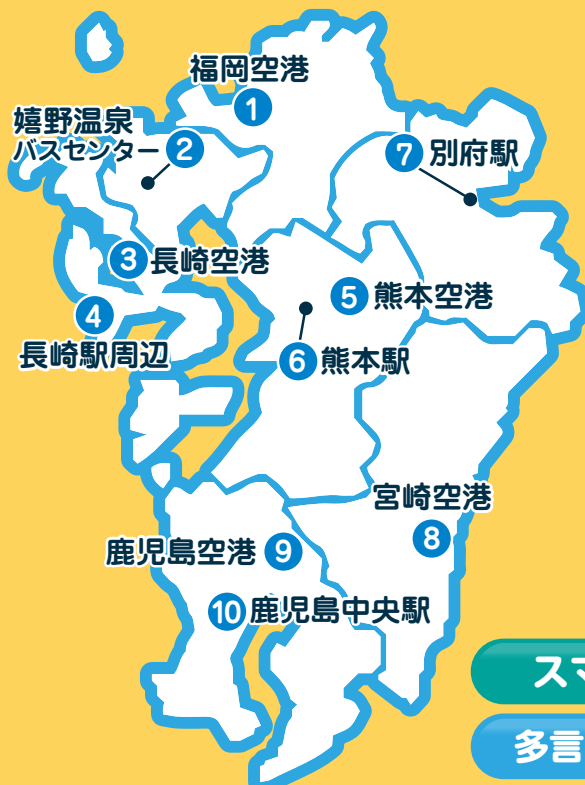 福岡空港
1
嬉野温泉
バスセンター 2
7 別府駅
3 長崎空港
4
長崎駅周辺
5 熊本空港
6 熊本駅
宮崎空港
8
鹿児島空港 9
10 鹿児島中央駅
スマ
多言